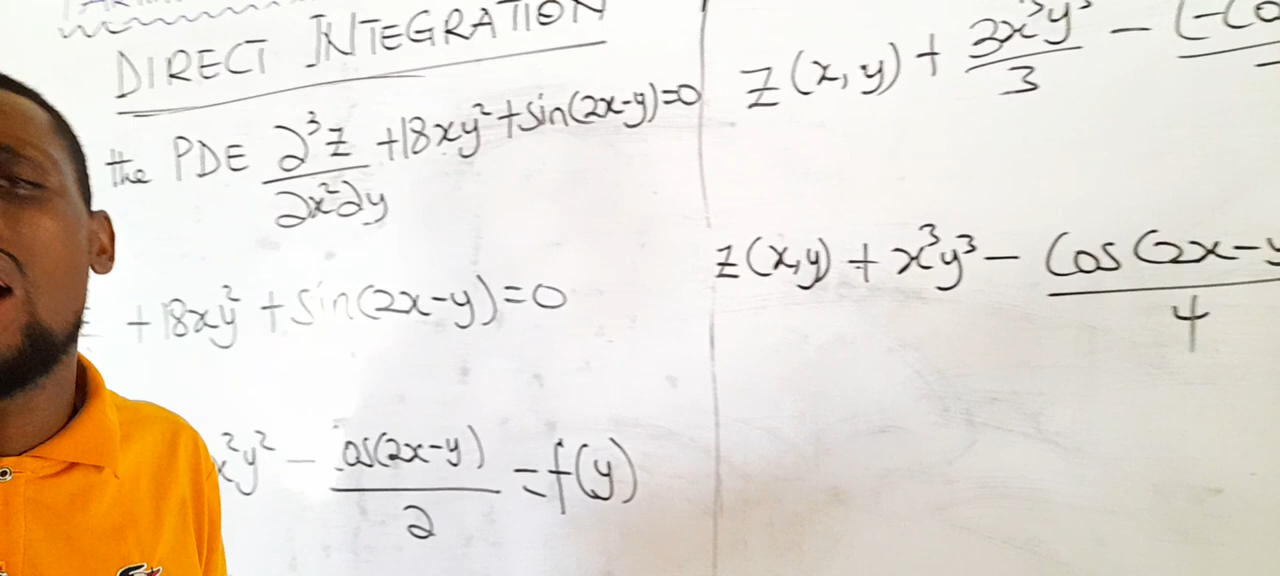 DIRECT INTEGRATION
the PDE ∂³z/∂x²∂y + 18xy² + sin(2x-y)=0
+ 18xy² + sin(2x-y)=0
x²y² - cos(2x-y)/2 = f(y)
z(x,y) + 3x³y³/3 - (-Co
z(x,y) + x³y³ - Cos(2x-y/4